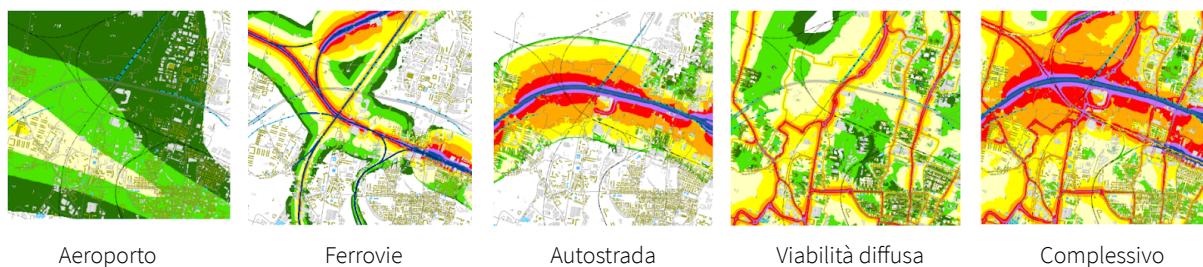 Aeroporto
Ferrovie
Autostrada
Viabilità diffusa
Complessivo